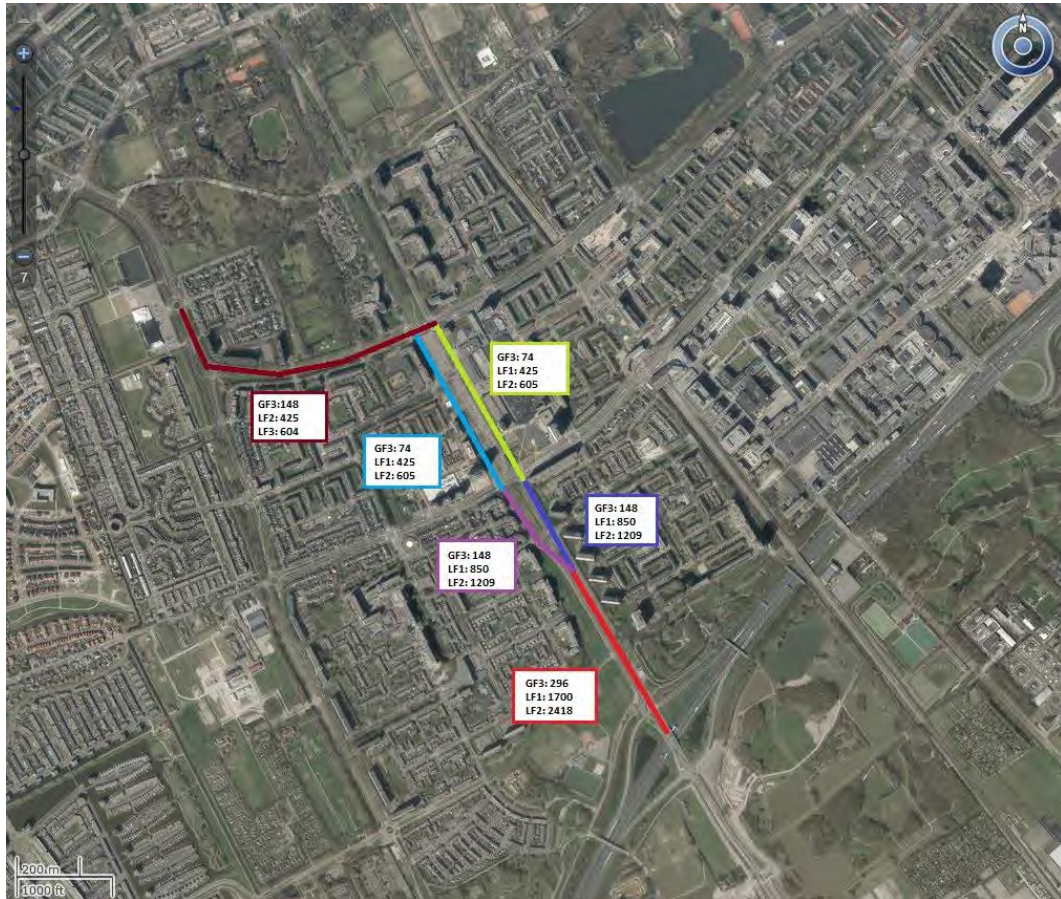 N
+
−
7
GF3: 74
LF1: 425
LF2: 605
GF3:148
LF2: 425
LF3: 604
GF3: 74
LF1: 425
LF2: 605
GF3: 148
LF1: 850
LF2: 1209
GF3: 148
LF1: 850
LF2: 1209
GF3: 296
LF1: 1700
LF2: 2418
200 m
1000 ft